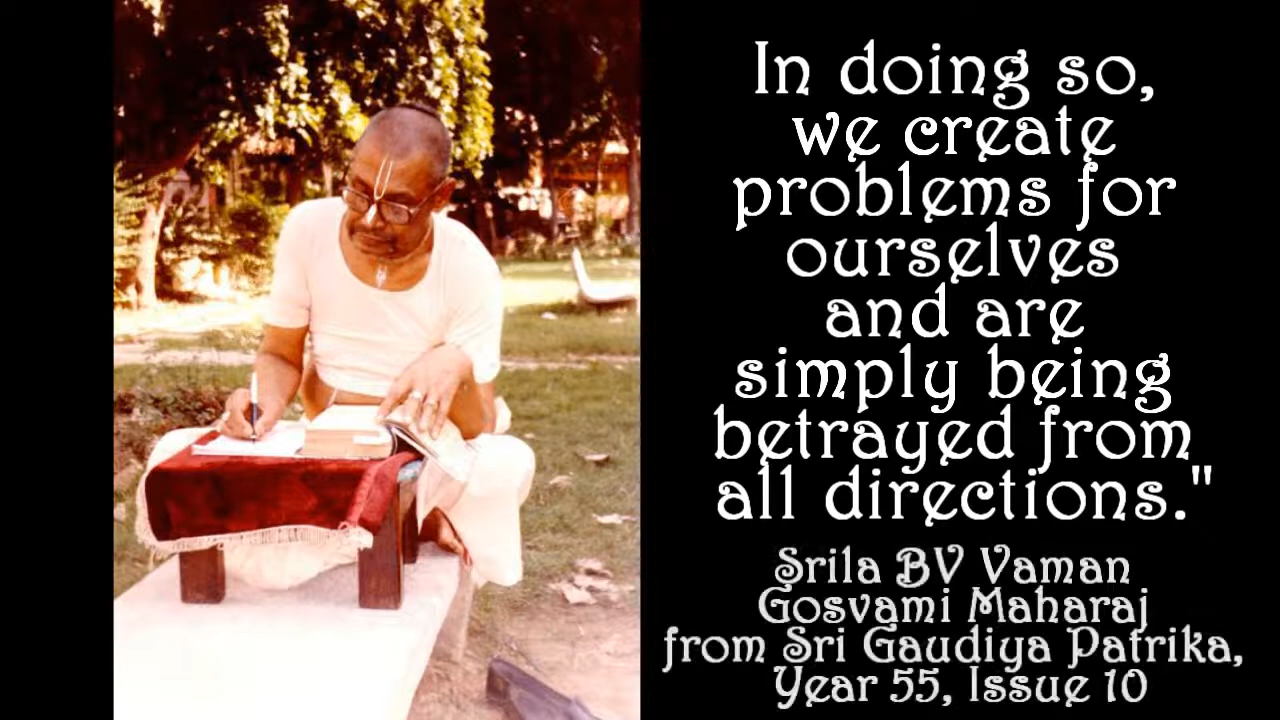 In doing so,
we create
problems for
ourselves
and are
simply being
betrayed from
all directions."
Srila BV Vaman
Gosvami Maharaj
from Sri Gaudiya Patrika,
Year 55, Issue 10